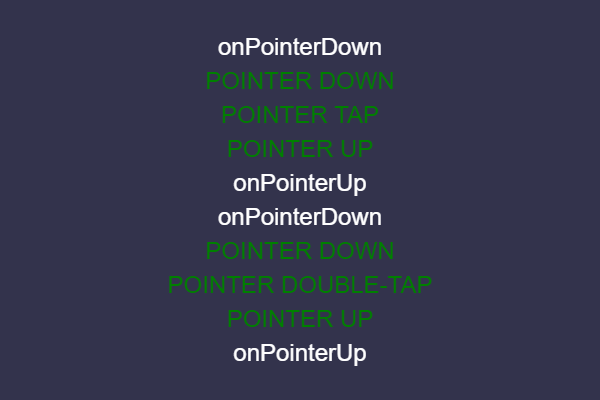 onPointerDown
POINTER DOWN
POINTER TAP
POINTER UP
onPointerUp
onPointerDown
POINTER DOWN
POINTER DOUBLE-TAP
POINTER UP
onPointerUp